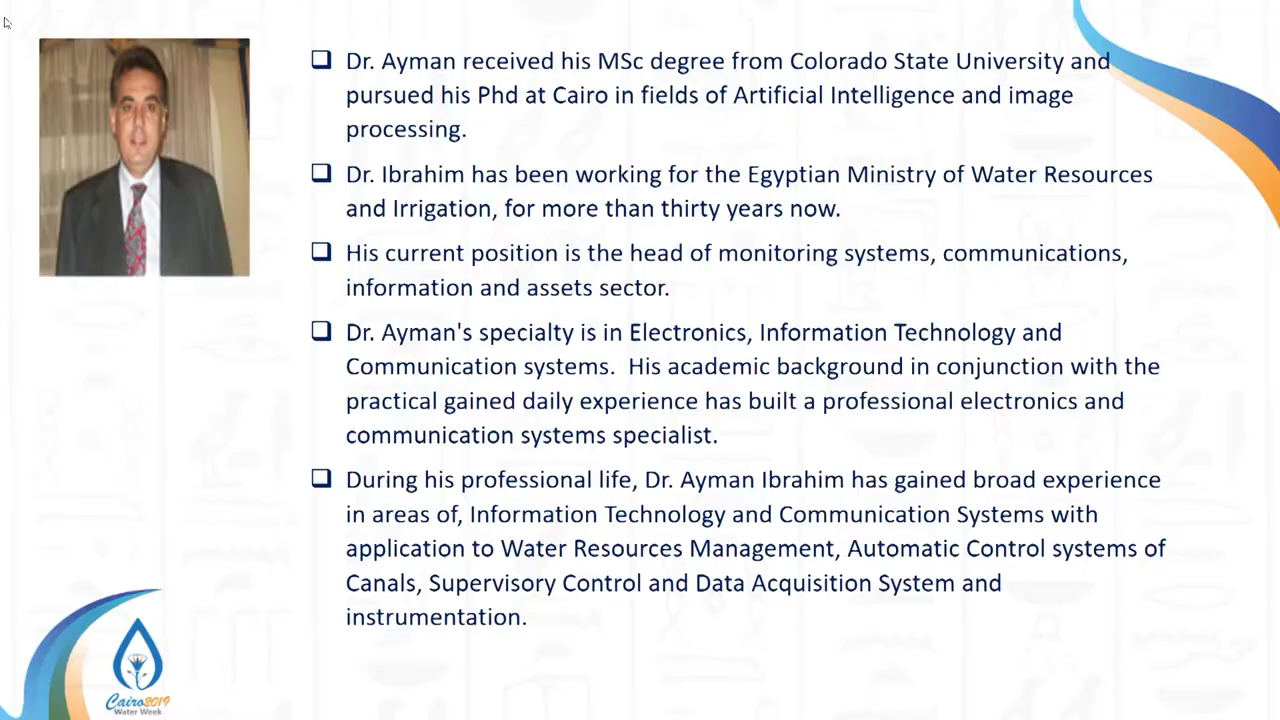 Dr. Ayman received his MSc degree from Colorado State University and
pursued his Phd at Cairo in fields of Artificial Intelligence and image
processing.
Dr. Ibrahim has been working for the Egyptian Ministry of Water Resources
and Irrigation, for more than thirty years now.
His current position is the head of monitoring systems, communications,
information and assets sector.
Dr. Ayman's specialty is in Electronics, Information Technology and
Communication systems.  His academic background in conjunction with the
practical gained daily experience has built a professional electronics and
communication systems specialist.
During his professional life, Dr. Ayman Ibrahim has gained broad experience
in areas of, Information Technology and Communication Systems with
application to Water Resources Management, Automatic Control systems of
Canals, Supervisory Control and Data Acquisition System and
instrumentation.
Cairo2019
Water Week